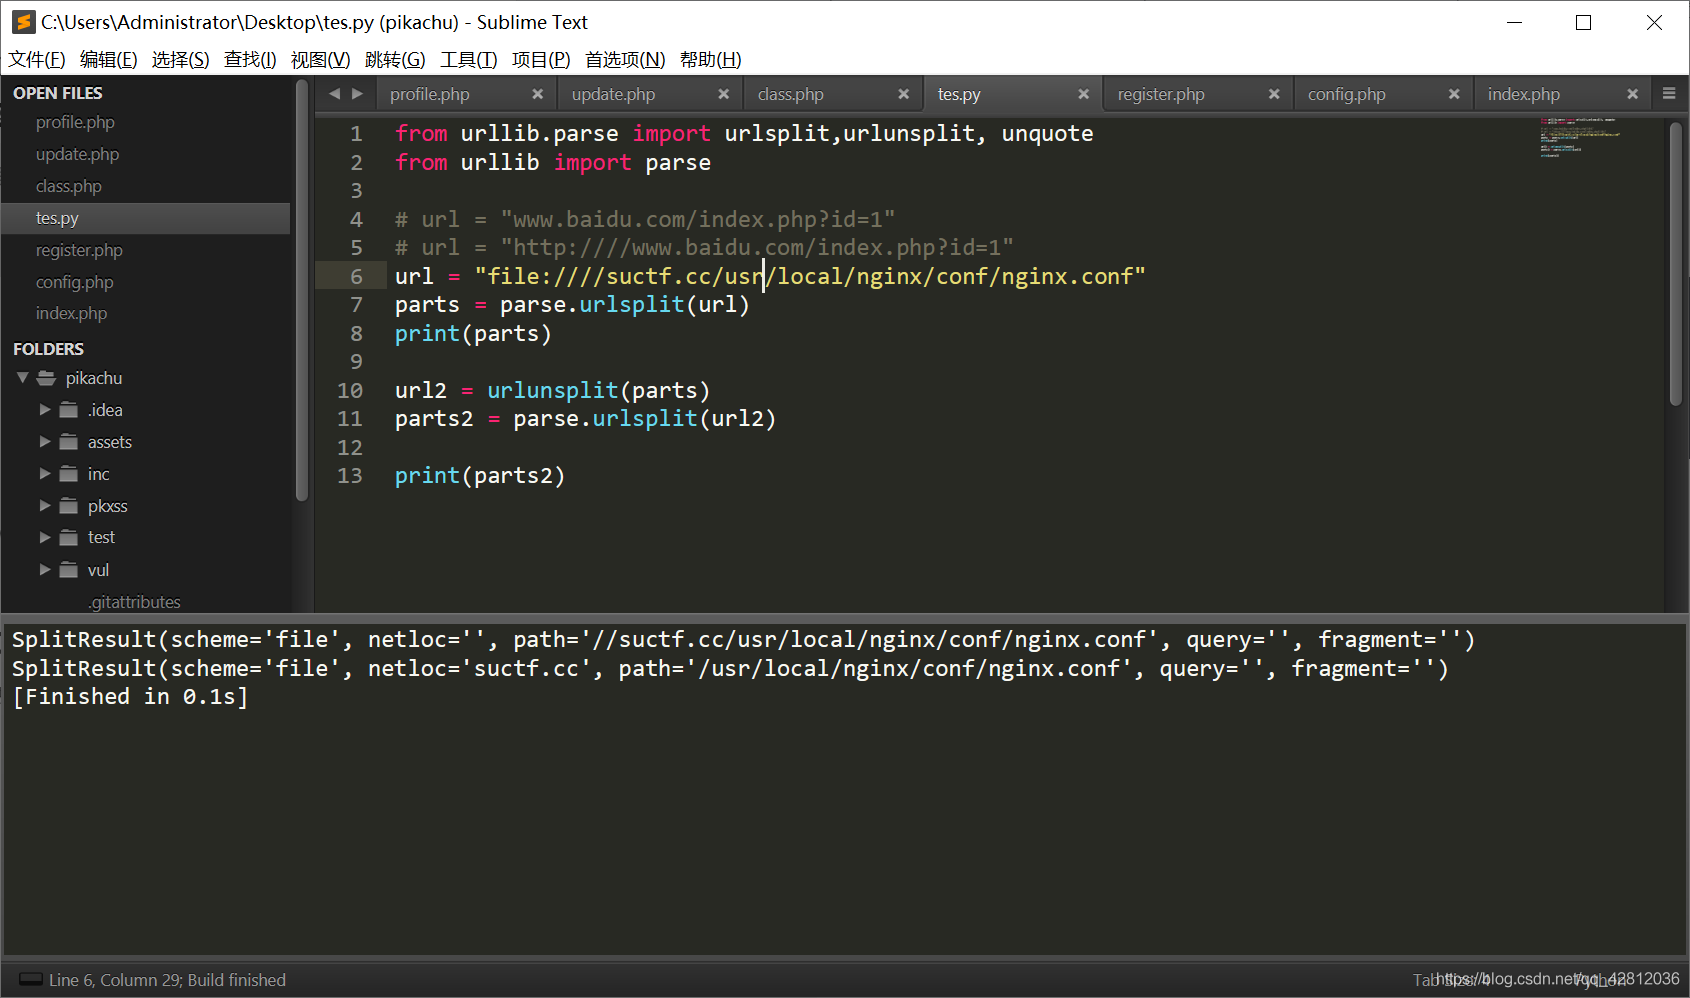 C:\Users\Administrator\Desktop\tes.py (pikachu) - Sublime Text
文件(F) 编辑(E) 选择(S) 查找(I) 视图(V) 跳转(G) 工具(T) 项目(P) 首选项(N) 帮助(H)
OPEN FILES
profile.php
update.php
class.php
tes.py
register.php
config.php
index.php
FOLDERS
pikachu
.idea
assets
inc
pkxss
test
vul
.gitattributes
profile.php update.php class.php tes.py register.php config.php index.php
1 from urllib.parse import urlsplit,urlunsplit, unquote
2 from urllib import parse
3
4 # url = "www.baidu.com/index.php?id=1"
5 # url = "http:////www.baidu.com/index.php?id=1"
6 url = "file:////suctf.cc/usr/local/nginx/conf/nginx.conf"
7 parts = parse.urlsplit(url)
8 print(parts)
9
10 url2 = urlunsplit(parts)
11 parts2 = parse.urlsplit(url2)
12
13 print(parts2)
SplitResult(scheme='file', netloc='', path='//suctf.cc/usr/local/nginx/conf/nginx.conf', query='', fragment='')
SplitResult(scheme='file', netloc='suctf.cc', path='/usr/local/nginx/conf/nginx.conf', query='', fragment='')
[Finished in 0.1s]
Line 6, Column 29; Build finished
Tab Size: 4 Python
https://blog.csdn.net/qq_42812036